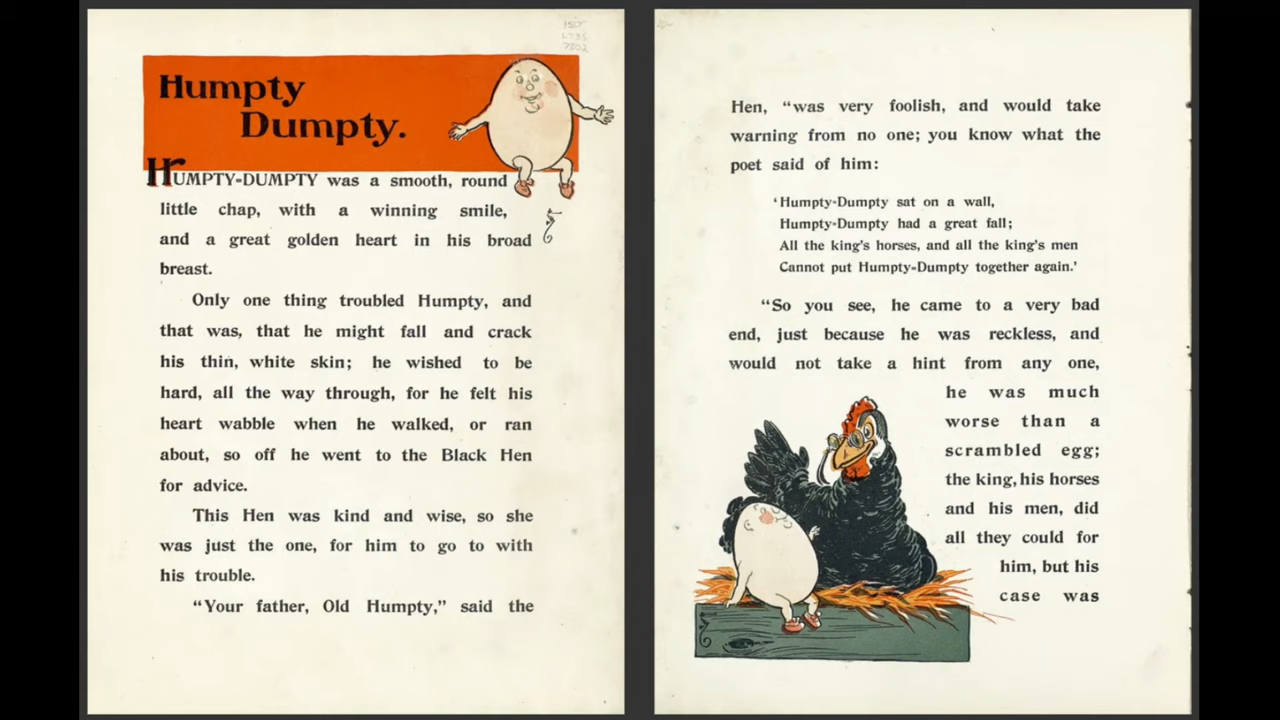 Humpty
Dumpty.
HUMPTY-DUMPTY was a smooth, round
little chap, with a winning smile,
and a great golden heart in his broad
breast.
Only one thing troubled Humpty, and
that was, that he might fall and crack
his thin, white skin; he wished to be
hard, all the way through, for he felt his
heart wabble when he walked, or ran
about, so off he went to the Black Hen
for advice.
This Hen was kind and wise, so she
was just the one, for him to go to with
his trouble.
"Your father, Old Humpty," said the
Hen, "was very foolish, and would take
warning from no one; you know what the
poet said of him:
'Humpty-Dumpty sat on a wall,
Humpty-Dumpty had a great fall;
All the king's horses, and all the king's men
Cannot put Humpty-Dumpty together again.'
"So you see, he came to a very bad
end, just because he was reckless, and
would not take a hint from any one,
he was much
worse than a
scrambled egg;
the king, his horses
and his men, did
all they could for
him, but his
case was